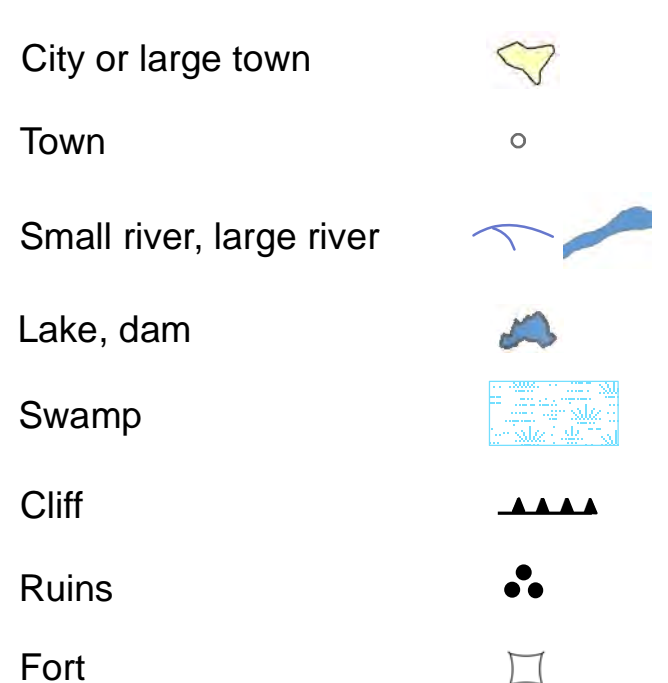 City or large town
Town
Small river, large river
Lake, dam
Swamp
Cliff
Ruins
Fort